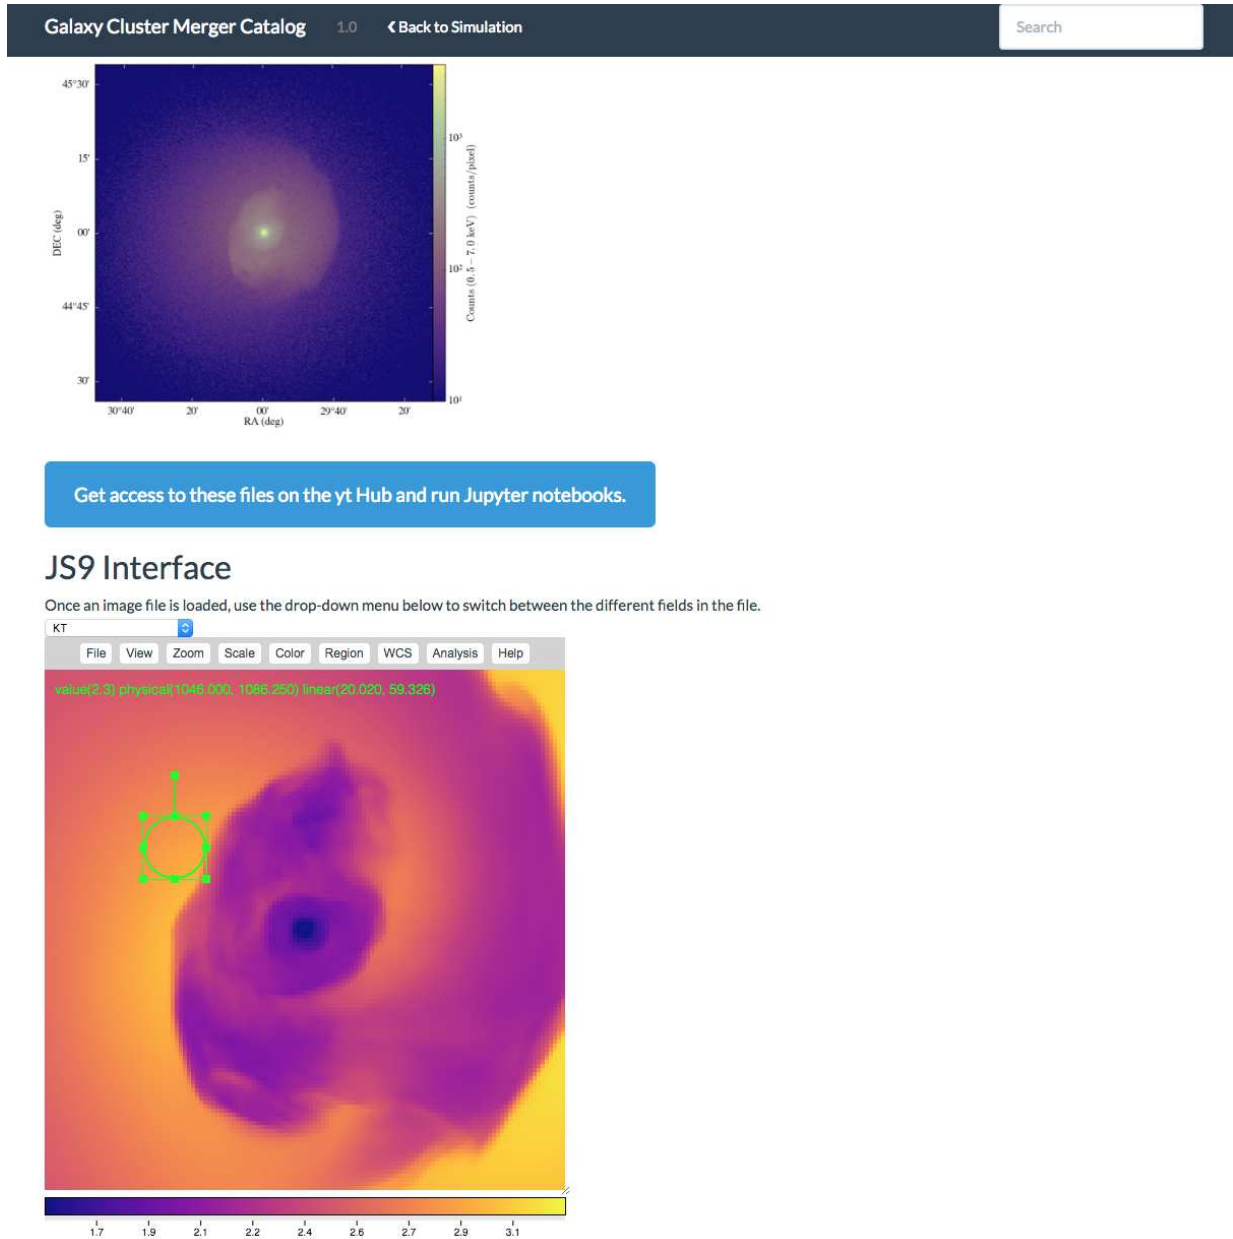 Galaxy Cluster Merger Catalog 1.0 ❮ Back to Simulation Search
45°30'
15'
00'
44°45'
30'
DEC (deg)
30°40' 20' 00' 29°40' 20'
RA (deg)
10³
10²
10¹
Counts (0.5 − 7.0 keV) (counts/pixel)
Get access to these files on the yt Hub and run Jupyter notebooks.
JS9 Interface
Once an image file is loaded, use the drop-down menu below to switch between the different fields in the file.
KT
File View Zoom Scale Color Region WCS Analysis Help
value(2.3) physical(1046.000, 1086.250) linear(20.020, 59.326)
1.7 1.9 2.1 2.2 2.4 2.6 2.7 2.9 3.1